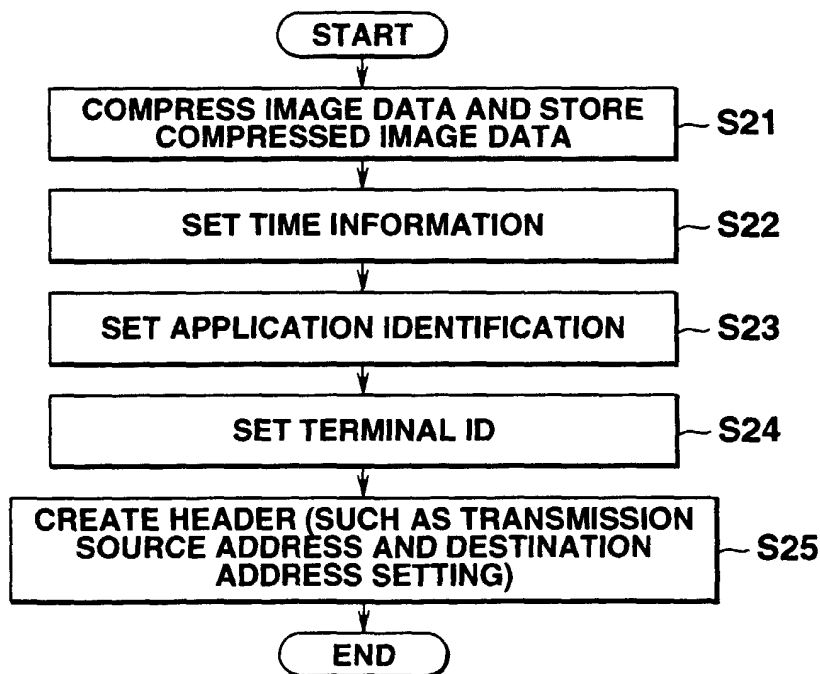 START
COMPRESS IMAGE DATA AND STORE
COMPRESSED IMAGE DATA
S21
SET TIME INFORMATION
S22
SET APPLICATION IDENTIFICATION
S23
SET TERMINAL ID
S24
CREATE HEADER (SUCH AS TRANSMISSION
SOURCE ADDRESS AND DESTINATION
ADDRESS SETTING)
S25
END